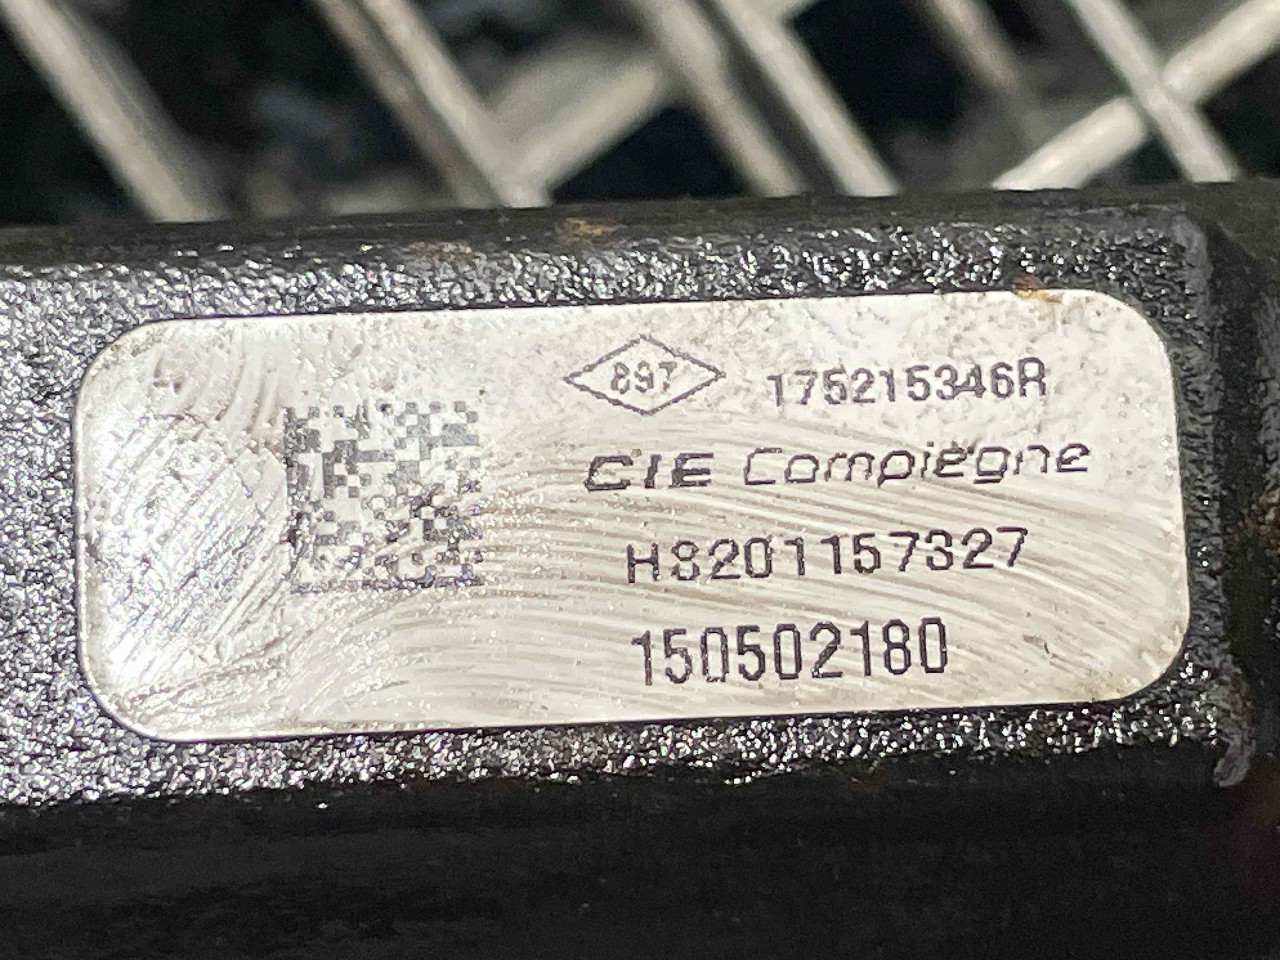 897 175215346R
CIE Compiègne
H8201157327
150502180